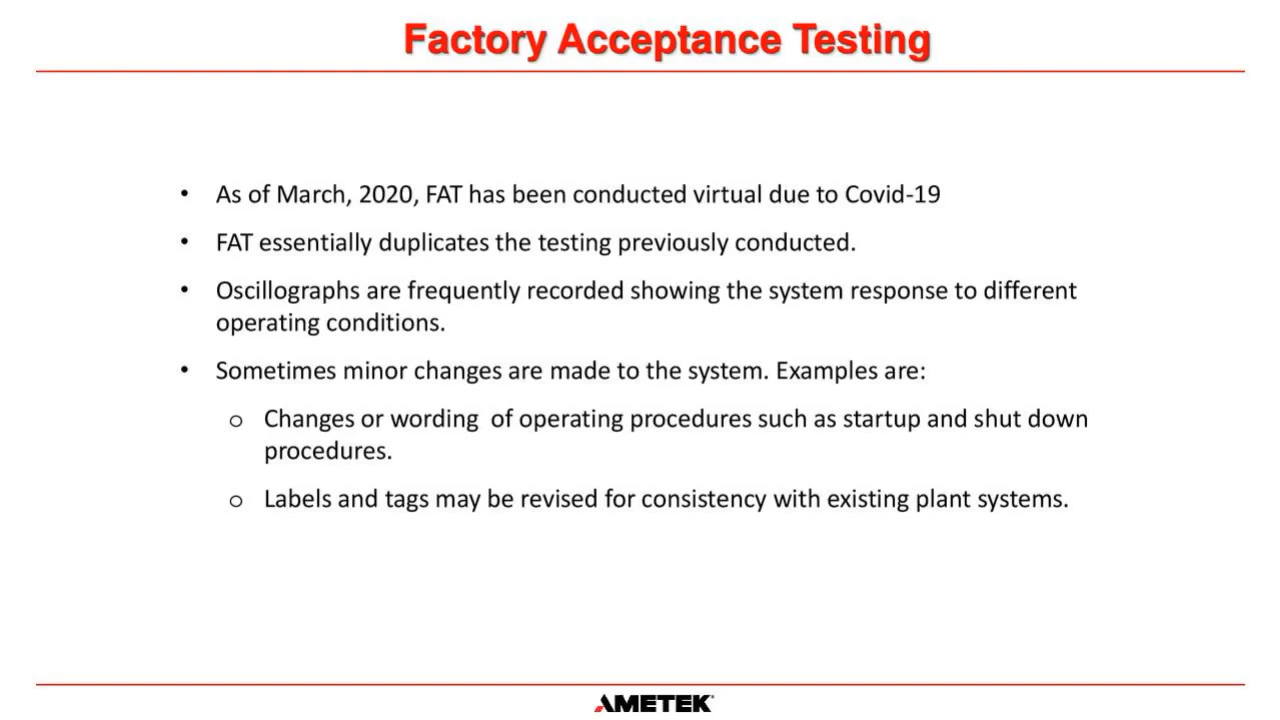 Factory Acceptance Testing
• As of March, 2020, FAT has been conducted virtual due to Covid-19
• FAT essentially duplicates the testing previously conducted.
• Oscillographs are frequently recorded showing the system response to different
operating conditions.
• Sometimes minor changes are made to the system. Examples are:
o Changes or wording  of operating procedures such as startup and shut down
procedures.
o Labels and tags may be revised for consistency with existing plant systems.
AMETEK